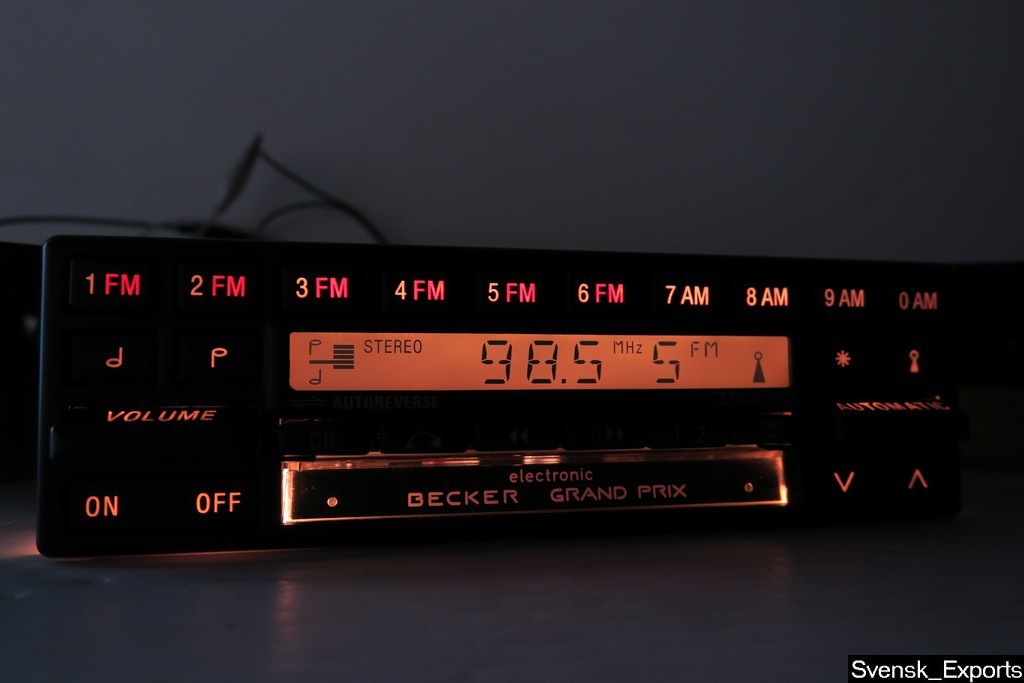 1 FM 2 FM 3 FM 4 FM 5 FM 6 FM 7 AM 8 AM 9 AM 0 AM
STEREO 98.5 MHz 5 FM
AUTOREVERSE
VOLUME AUTOMATIC
CR
ON OFF
electronic
BECKER GRAND PRIX
Svensk_Exports